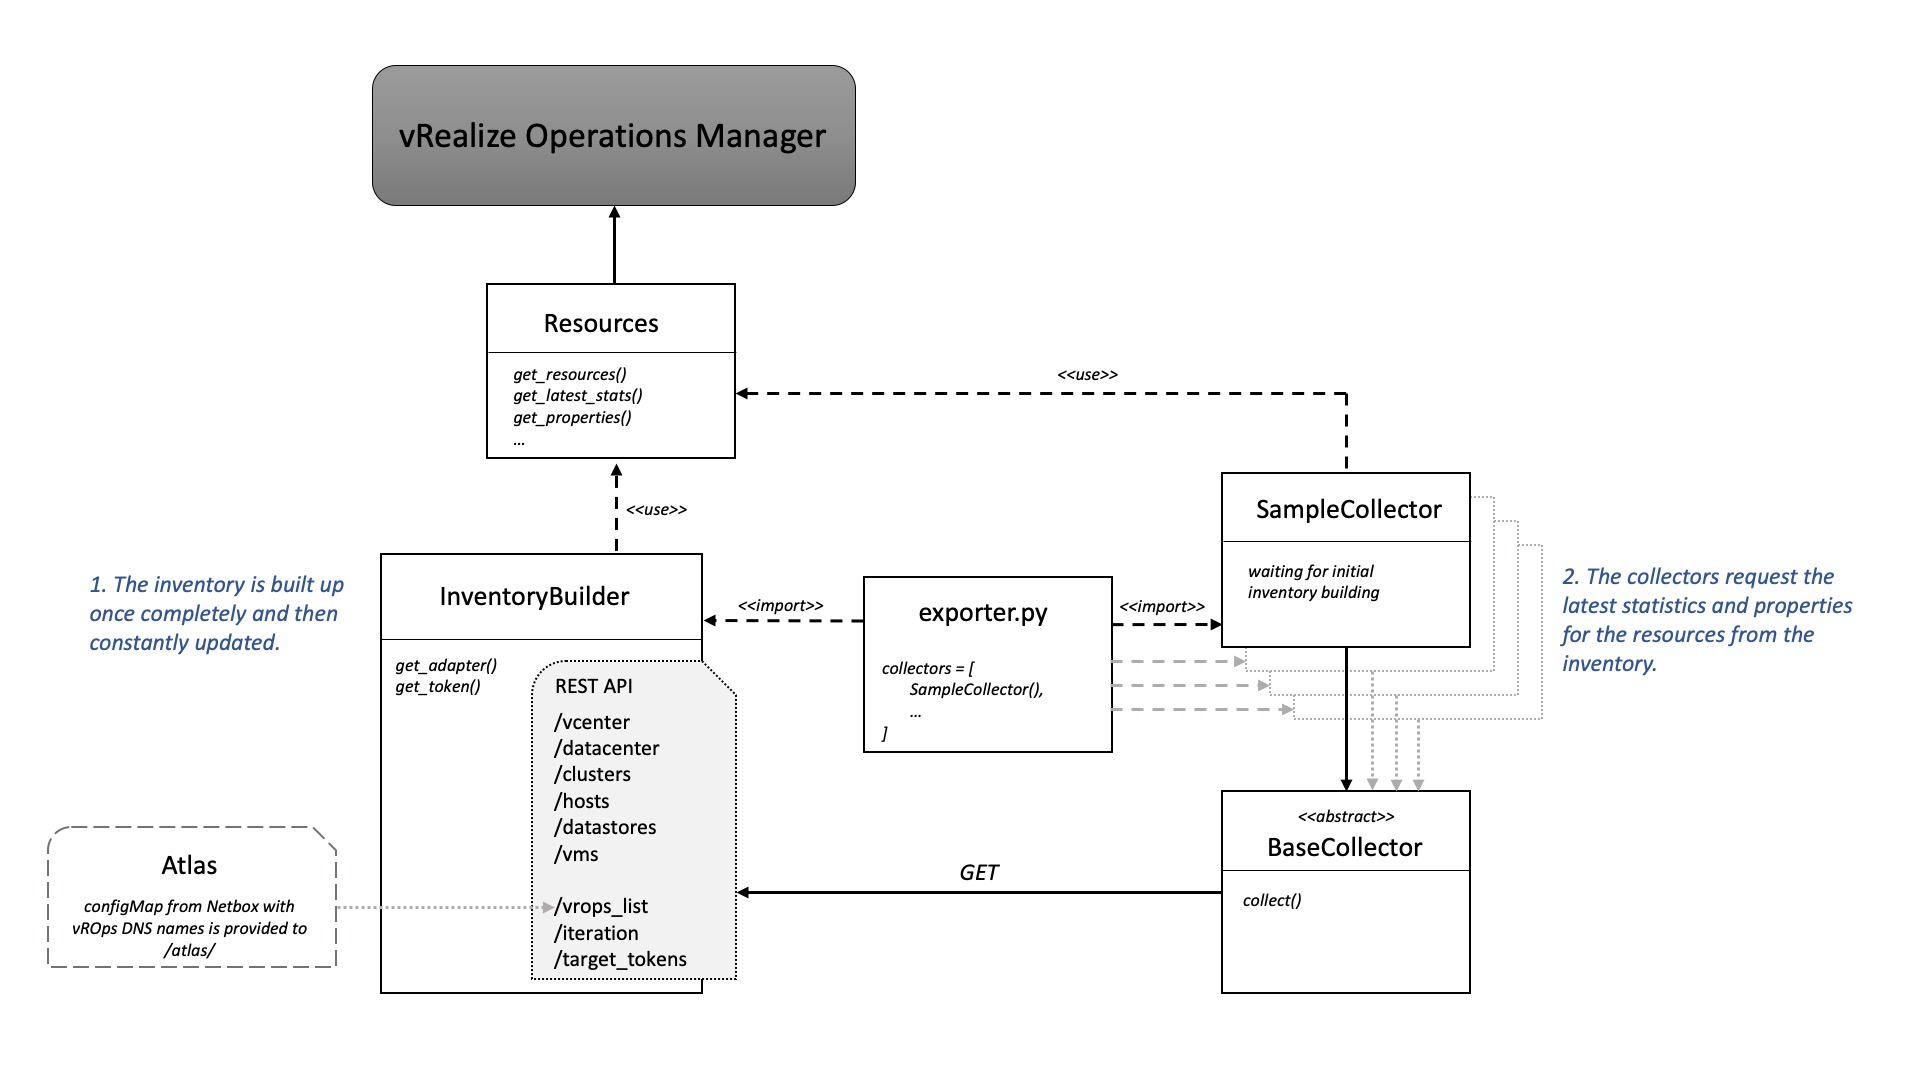 vRealize Operations Manager
Resources
get_resources()
get_latest_stats()
get_properties()
...
<<use>>
<<use>>
SampleCollector
waiting for initial
inventory building
1. The inventory is built up
once completely and then
constantly updated.
InventoryBuilder
get_adapter()
get_token()
<<import>>
exporter.py
collectors = [
SampleCollector(),
...
]
<<import>>
2. The collectors request the
latest statistics and properties
for the resources from the
inventory.
REST API
/vcenter
/datacenter
/clusters
/hosts
/datastores
/vms
/vrops_list
/iteration
/target_tokens
Atlas
configMap from Netbox with
vROps DNS names is provided to
/atlas/
GET
<<abstract>>
BaseCollector
collect()